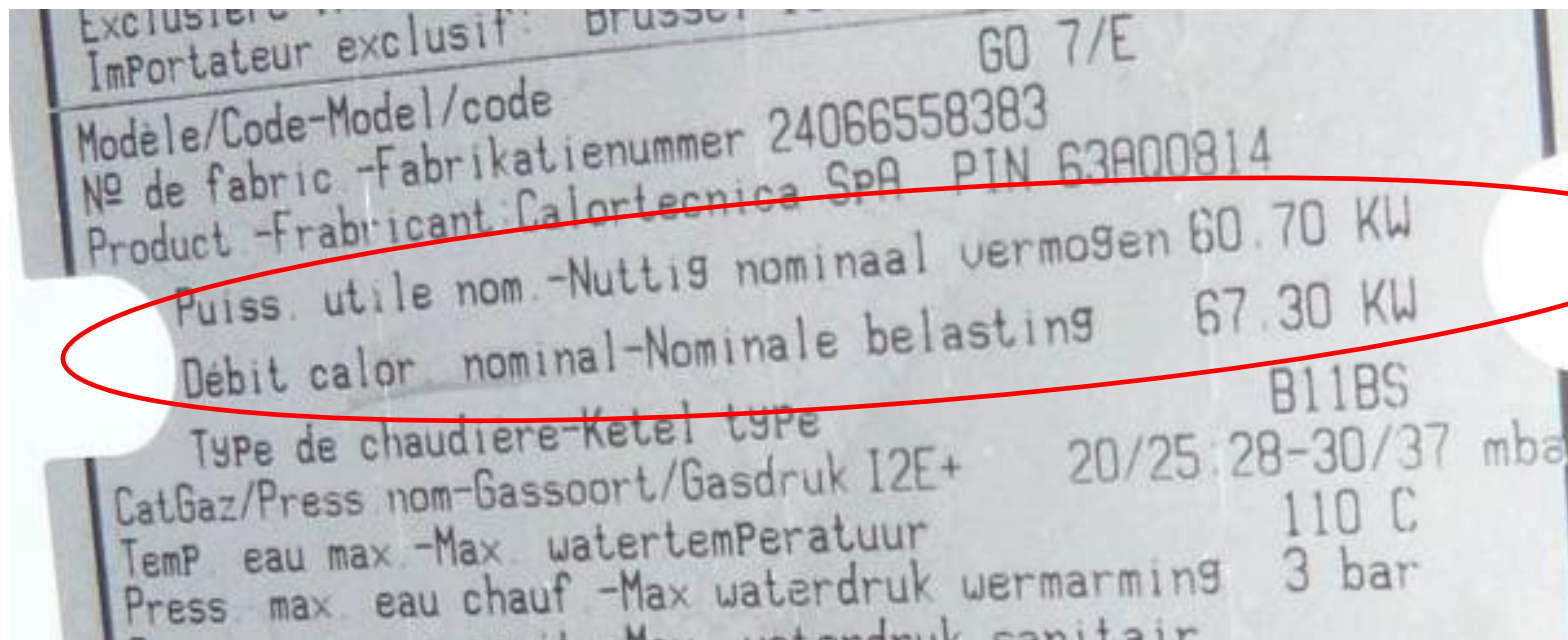 Importateur exclusif:
Modèle/Code-Model/code GO 7/E
Nº de fabric -Fabrikatienummer 24066558383
Product -Frabricant:Calortecnica SpA PIN 63AQ0814
Puiss. utile nom.-Nuttig nominaal vermogen 60.70 KW
Débit calor nominal-Nominale belasting 67.30 KW
Type de chaudiere-Ketel type B11BS
CatGaz/Press nom-Gassoort/Gasdruk I2E+ 20/25:28-30/37 mba
Temp eau max.-Max. watertemperatuur 110 C
Press max. eau chauf -Max waterdruk wermarming 3 bar